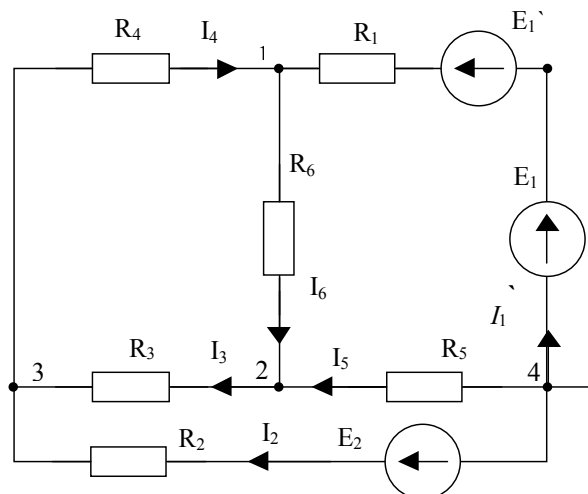 R₄ I₄ 1 R₁ E₁`
R₆ E₁
I₆ I₁`
3 R₃ I₃ 2 I₅ R₅ 4
R₂ I₂ E₂